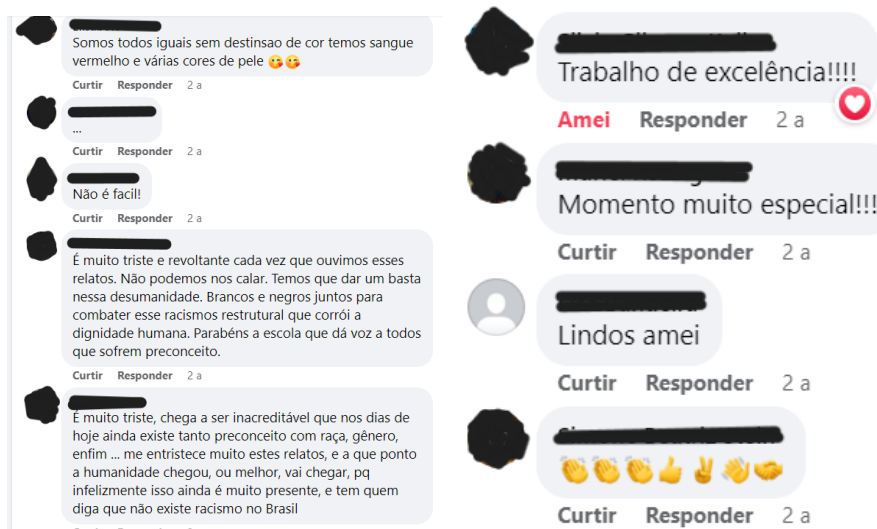 Somos todos iguais sem destinsao de cor temos sangue
vermelho e várias cores de pele 😘😘
Curtir Responder 2 a
...
Curtir Responder 2 a
Não é facil!
Curtir Responder 2 a
É muito triste e revoltante cada vez que ouvimos esses
relatos. Não podemos nos calar. Temos que dar um basta
nessa desumanidade. Brancos e negros juntos para
combater esse racismos restrutural que corrói a
dignidade humana. Parabéns a escola que dá voz a todos
que sofrem preconceito.
Curtir Responder 2 a
É muito triste, chega a ser inacreditável que nos dias de
hoje ainda existe tanto preconceito com raça, gênero,
enfim ... me entristece muito estes relatos, e a que ponto
a humanidade chegou, ou melhor, vai chegar, pq
infelizmente isso ainda é muito presente, e tem quem
diga que não existe racismo no Brasil
Trabalho de excelência!!!!
Amei Responder 2 a
Momento muito especial!!!
Curtir Responder 2 a
Lindos amei
Curtir Responder 2 a
👏👏👏👍✌👋🤝
Curtir Responder 2 a